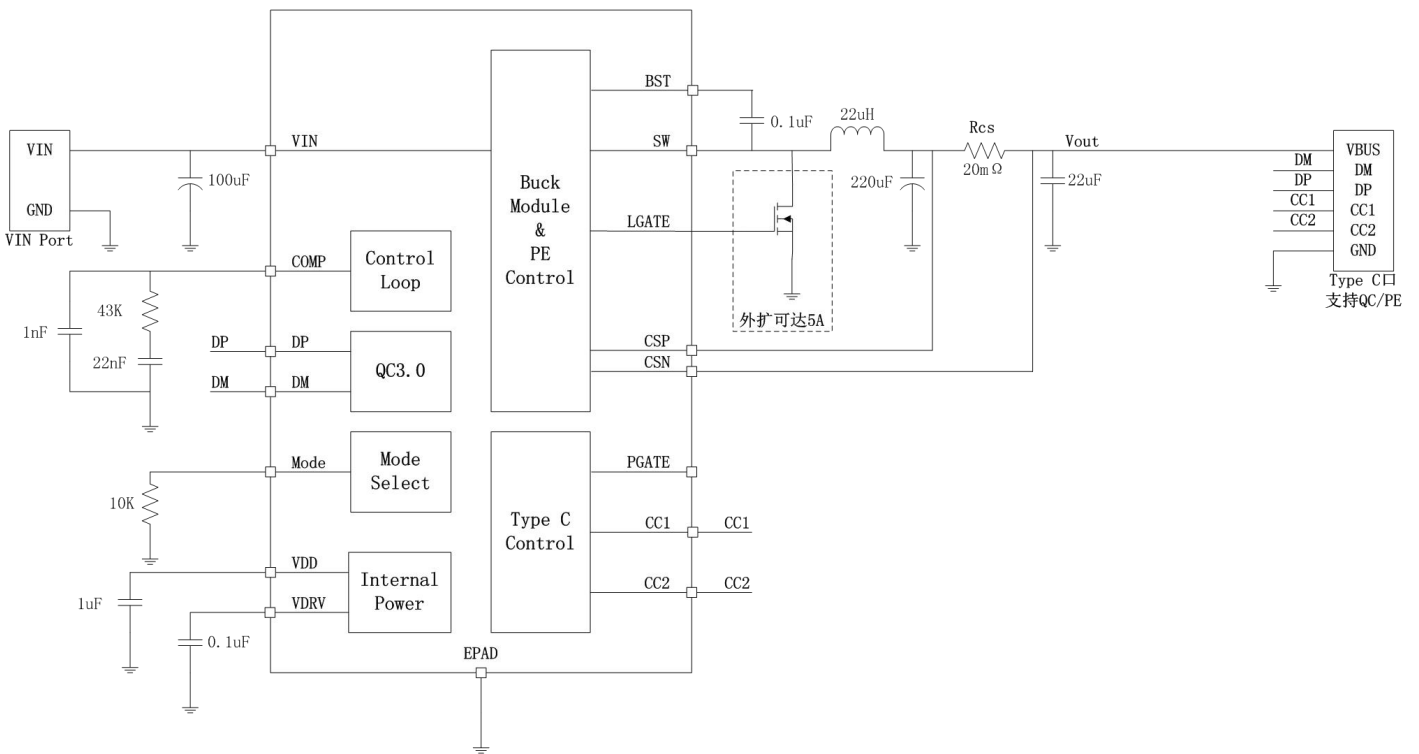 VIN
GND
VIN Port
100uF
VIN
COMP
Control
Loop
43K
1nF
22nF
DP
DP
DM
DM
QC3.0
Mode
Mode
Select
10K
VDD
Internal
Power
1uF
VDRV
0.1uF
EPAD
Buck
Module
&
PE
Control
BST
SW
LGATE
CSP
CSN
0.1uF
22uH
220uF
Rcs
20mΩ
Vout
22uF
外扩可达5A
Type C
Control
PGATE
CC1
CC1
CC2
CC2
DM
DP
CC1
CC2
VBUS
DM
DP
CC1
CC2
GND
Type C口
支持QC/PE